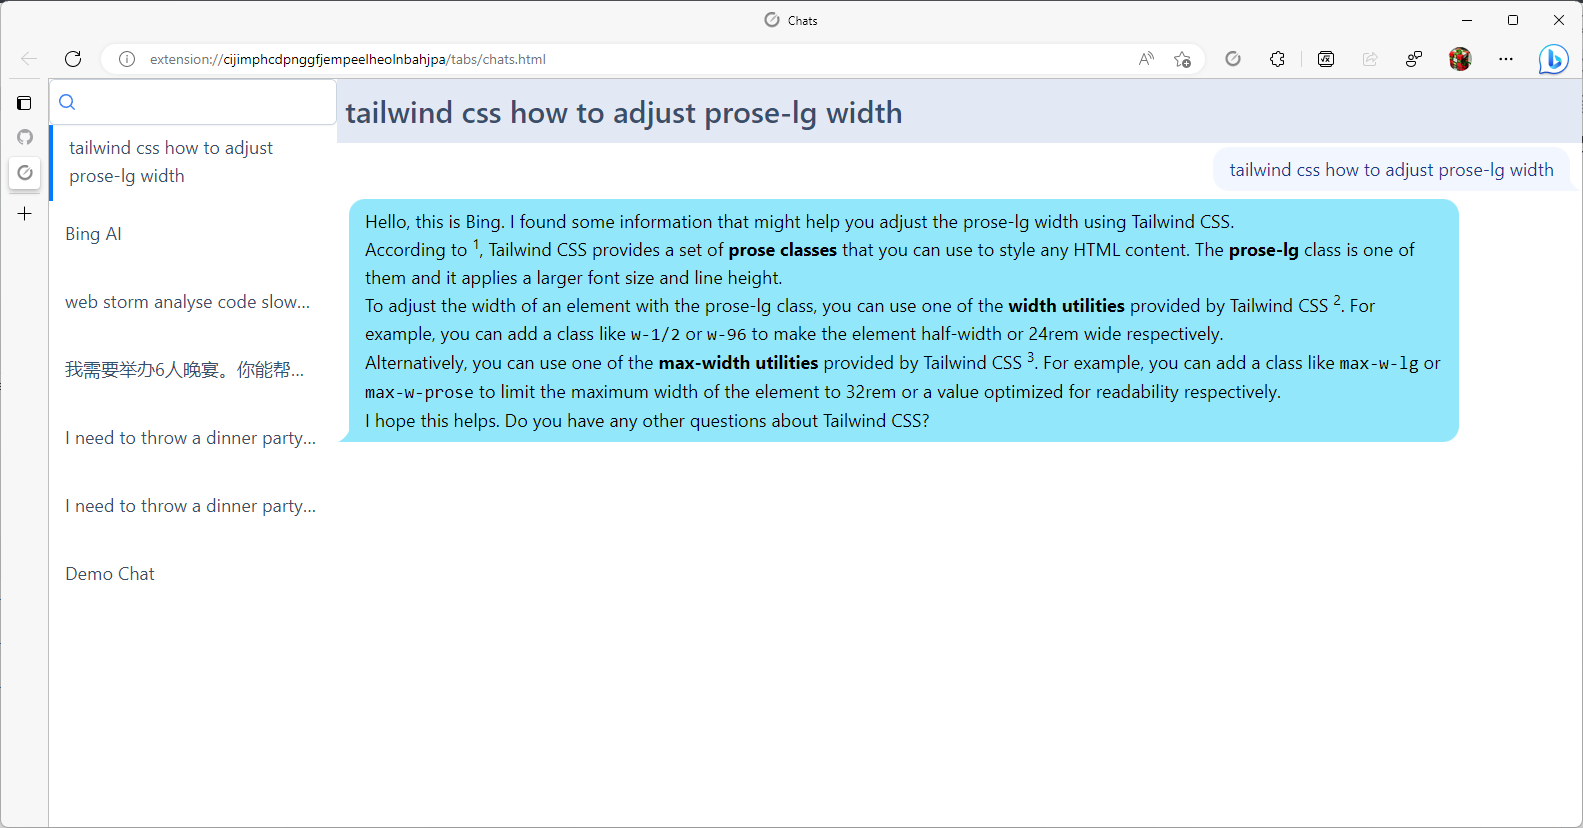 Chats
extension://cijimphcdpnggfjempeelheolnbahjpa/tabs/chats.html
tailwind css how to adjust
prose-lg width
Bing AI
web storm analyse code slow...
我需要举办6人晚宴。你能帮...
I need to throw a dinner party...
I need to throw a dinner party...
Demo Chat
tailwind css how to adjust prose-lg width
tailwind css how to adjust prose-lg width
Hello, this is Bing. I found some information that might help you adjust the prose-lg width using Tailwind CSS.
According to 1, Tailwind CSS provides a set of prose classes that you can use to style any HTML content. The prose-lg class is one of
them and it applies a larger font size and line height.
To adjust the width of an element with the prose-lg class, you can use one of the width utilities provided by Tailwind CSS 2. For
example, you can add a class like w-1/2 or w-96 to make the element half-width or 24rem wide respectively.
Alternatively, you can use one of the max-width utilities provided by Tailwind CSS 3. For example, you can add a class like max-w-lg or
max-w-prose to limit the maximum width of the element to 32rem or a value optimized for readability respectively.
I hope this helps. Do you have any other questions about Tailwind CSS?